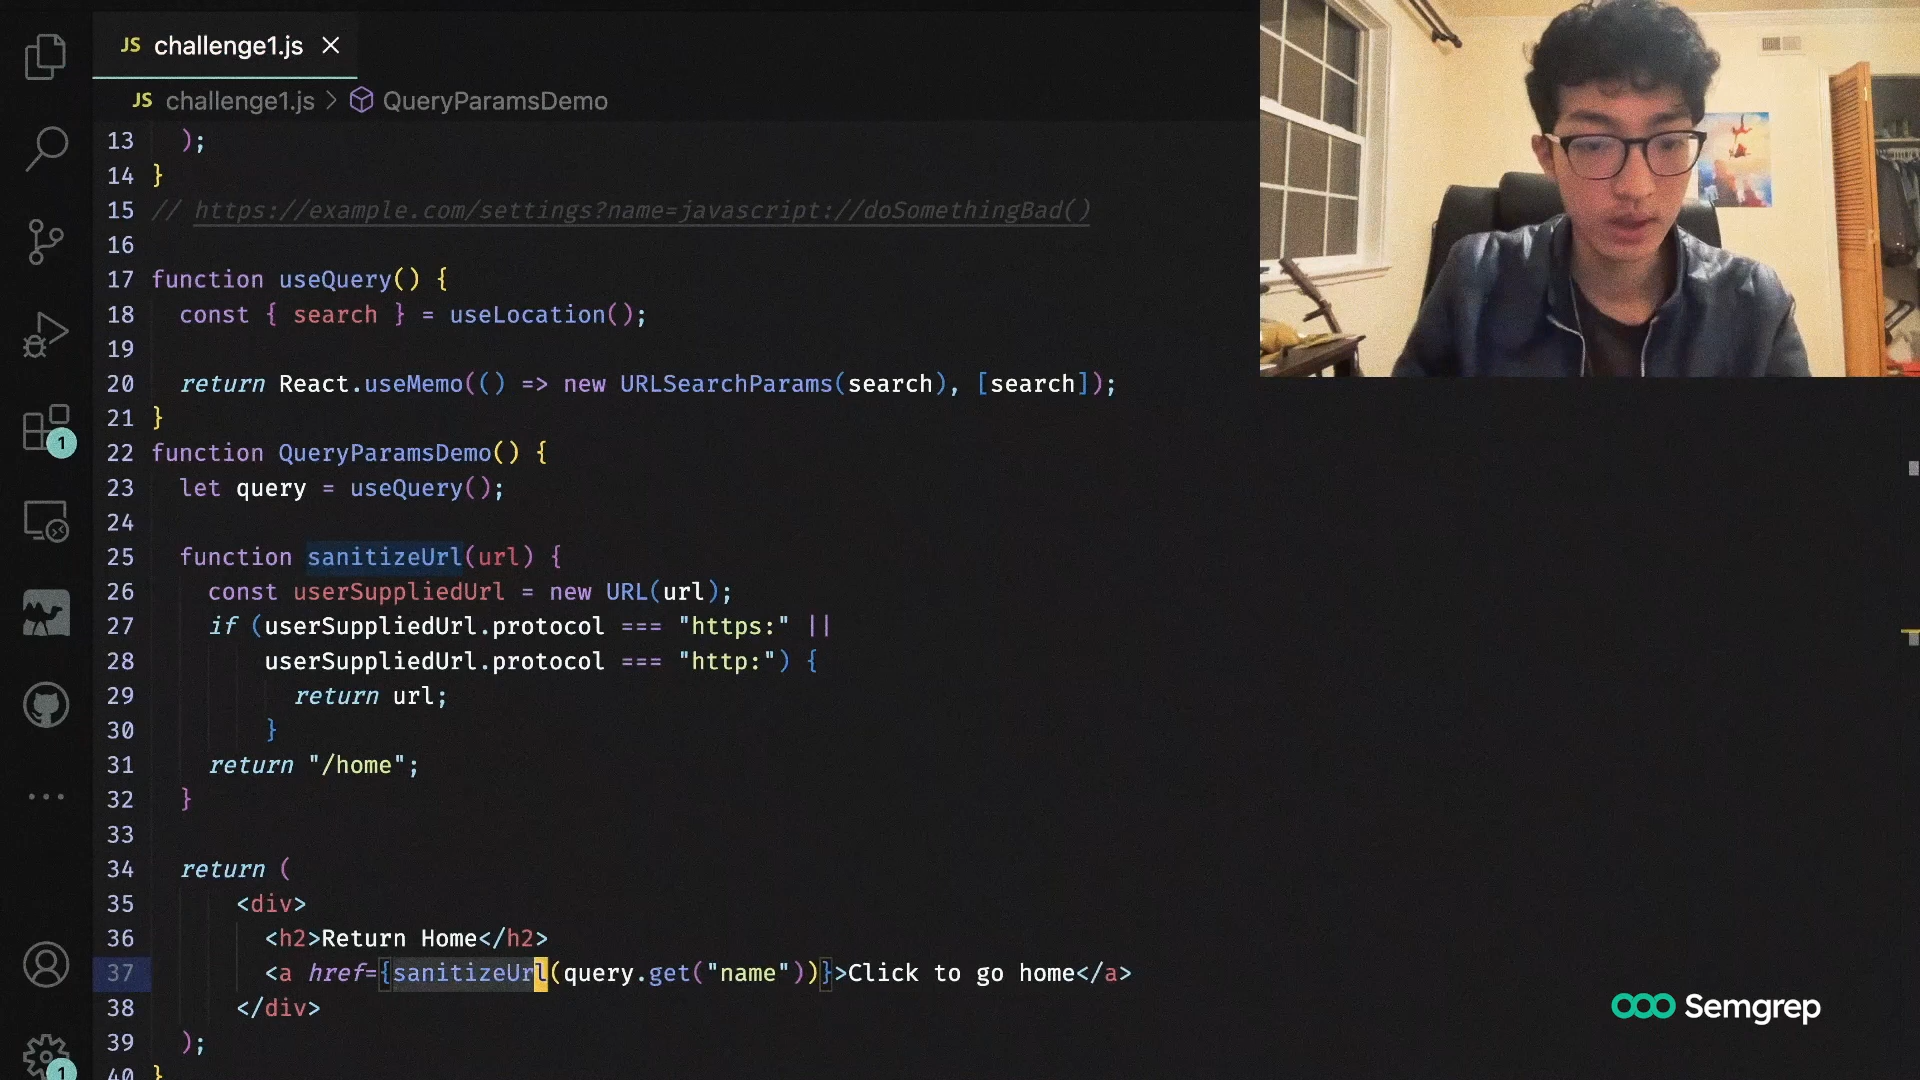 JS challenge1.js ×
JS challenge1.js > QueryParamsDemo
13 );
14 }
15 // https://example.com/settings?name=javascript://doSomethingBad()
16
17 function useQuery() {
18 const { search } = useLocation();
19
20 return React.useMemo(() => new URLSearchParams(search), [search]);
21 }
22 function QueryParamsDemo() {
23 let query = useQuery();
24
25 function sanitizeUrl(url) {
26 const userSuppliedUrl = new URL(url);
27 if (userSuppliedUrl.protocol === "https:" ||
28 userSuppliedUrl.protocol === "http:") {
29 return url;
30 }
31 return "/home";
32 }
33
34 return (
35 <div>
36 <h2>Return Home</h2>
37 <a href={sanitizeUrl(query.get("name"))}>Click to go home</a>
38 </div>
39 );
40 }
1
1
Semgrep